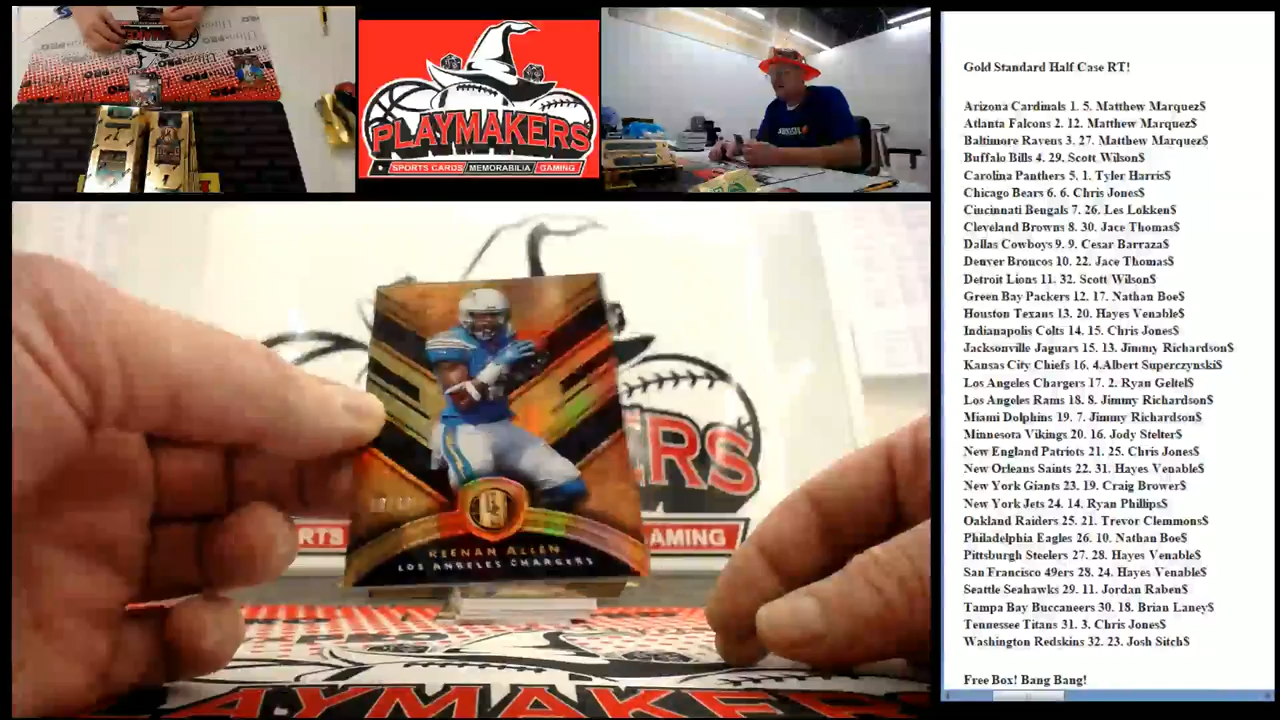 PLAYMAKERS
SPORTS CARDS MEMORABILIA GAMING
KEENAN ALLEN
LOS ANGELES CHARGERS
ERS
RTS
GAMING
AYMAKER
Gold Standard Half Case RT!
Arizona Cardinals 1. 5. Matthew Marquez$
Atlanta Falcons 2. 12. Matthew Marquez$
Baltimore Ravens 3. 27. Matthew Marquez$
Buffalo Bills 4. 29. Scott Wilson$
Carolina Panthers 5, 1. Tyler Harris$
Chicago Bears 6. 6. Chris Jones$
Cincinnati Bengals 7. 26. Les Lokken$
Cleveland Browns 8. 30. Jace Thomas$
Dallas Cowboys 9. 9. Cesar Barraza$
Denver Broncos 10. 22. Jace Thomas$
Detroit Lions 11. 32. Scott Wilson$
Green Bay Packers 12. 17. Nathan Boe$
Houston Texans 13. 20. Hayes Venable$
Indianapolis Colts 14. 15. Chris Jones$
Jacksonville Jaguars 15. 13. Jimmy Richardson$
Kansas City Chiefs 16. 4.Albert Superczynski$
Los Angeles Chargers 17. 2. Ryan Geltel$
Los Angeles Rams 18. 8. Jimmy Richardson$
Miami Dolphins 19. 7. Jimmy Richardson$
Minnesota Vikings 20. 16. Jody Stelter$
New England Patriots 21. 25. Chris Jones$
New Orleans Saints 22. 31. Hayes Venable$
New York Giants 23. 19. Craig Brower$
New York Jets 24. 14. Ryan Phillips$
Oakland Raiders 25. 21. Trevor Clemmons$
Philadelphia Eagles 26. 10. Nathan Boe$
Pittsburgh Steelers 27. 28. Hayes Venable$
San Francisco 49ers 28. 24. Hayes Venable$
Seattle Seahawks 29. 11. Jordan Raben$
Tampa Bay Buccaneers 30. 18. Brian Laney$
Tennessee Titans 31. 3. Chris Jones$
Washington Redskins 32. 23. Josh Sitch$
Free Box! Bang Bang!